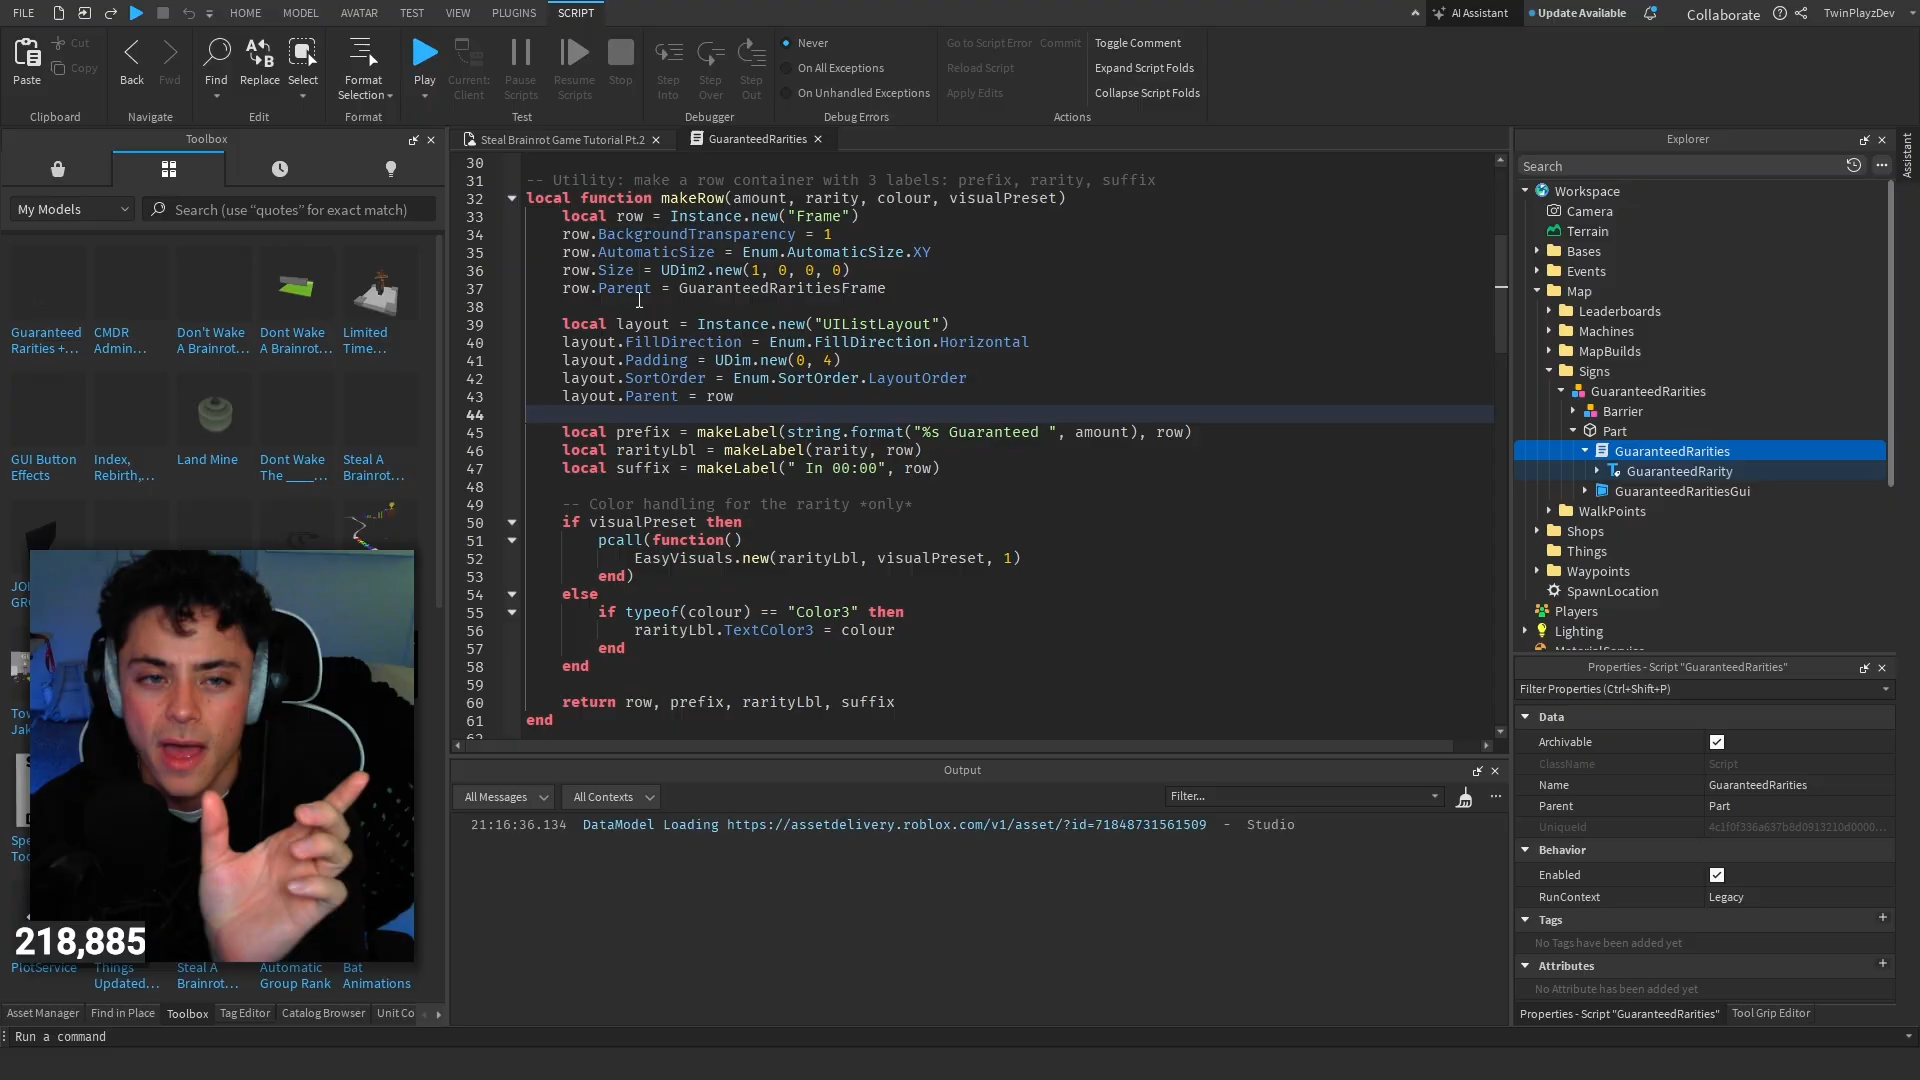 FILE HOME MODEL AVATAR TEST VIEW PLUGINS SCRIPT AI Assistant Update Available Collaborate TwinPlayzDev
Paste Cut Copy Back Fwd Find Replace Select Format Selection Play Current: Client Pause Scripts Resume Scripts Stop Step Into Step Over Step Out
Never
On All Exceptions
On Unhandled Exceptions
Go to Script Error Commit
Reload Script
Apply Edits
Toggle Comment
Expand Script Folds
Collapse Script Folds
Clipboard Navigate Edit Format Test Debugger Debug Errors Actions
Toolbox
My Models Search (use “quotes” for exact match)
Guaranteed Rarities +...
CMDR Admin...
Don't Wake A Brainrot...
Dont Wake A Brainrot...
Limited Time...
GUI Button Effects
Index, Rebirth,...
Land Mine
Dont Wake The ____...
Steal A Brainrot...
218,885
PlotService
Things Updated...
Steal A Brainrot...
Automatic Group Rank
Bat Animations
Asset Manager Find in Place Toolbox Tag Editor Catalog Browser Unit Co
Run a command
Steal Brainrot Game Tutorial Pt.2 GuaranteedRarities
30
31 -- Utility: make a row container with 3 labels: prefix, rarity, suffix
32 local function makeRow(amount, rarity, colour, visualPreset)
33 local row = Instance.new("Frame")
34 row.BackgroundTransparency = 1
35 row.AutomaticSize = Enum.AutomaticSize.XY
36 row.Size = UDim2.new(1, 0, 0, 0)
37 row.Parent = GuaranteedRaritiesFrame
38
39 local layout = Instance.new("UIListLayout")
40 layout.FillDirection = Enum.FillDirection.Horizontal
41 layout.Padding = UDim.new(0, 4)
42 layout.SortOrder = Enum.SortOrder.LayoutOrder
43 layout.Parent = row
44
45 local prefix = makeLabel(string.format("%s Guaranteed ", amount), row)
46 local rarityLbl = makeLabel(rarity, row)
47 local suffix = makeLabel(" In 00:00", row)
48
49 -- Color handling for the rarity *only*
50 if visualPreset then
51 pcall(function()
52 EasyVisuals.new(rarityLbl, visualPreset, 1)
53 end)
54 else
55 if typeof(colour) == "Color3" then
56 rarityLbl.TextColor3 = colour
57 end
58 end
59
60 return row, prefix, rarityLbl, suffix
61 end
Output
All Messages All Contexts Filter...
21:16:36.134 DataModel Loading https://assetdelivery.roblox.com/v1/asset/?id=71848731561509 - Studio
Explorer
Search
Workspace
Camera
Terrain
Bases
Events
Map
Leaderboards
Machines
MapBuilds
Signs
GuaranteedRarities
Barrier
Part
GuaranteedRarities
GuaranteedRarity
GuaranteedRaritiesGui
WalkPoints
Shops
Things
Waypoints
SpawnLocation
Players
Lighting
Assistant
Properties - Script "GuaranteedRarities"
Filter Properties (Ctrl+Shift+P)
Data
Archivable
ClassName Script
Name GuaranteedRarities
Parent Part
UniqueId 4c1f0f336a637b8d0913210d0000...
Behavior
Enabled
RunContext Legacy
Tags
No Tags have been added yet
Attributes
No Attribute has been added yet
Properties - Script "GuaranteedRarities" Tool Grip Editor